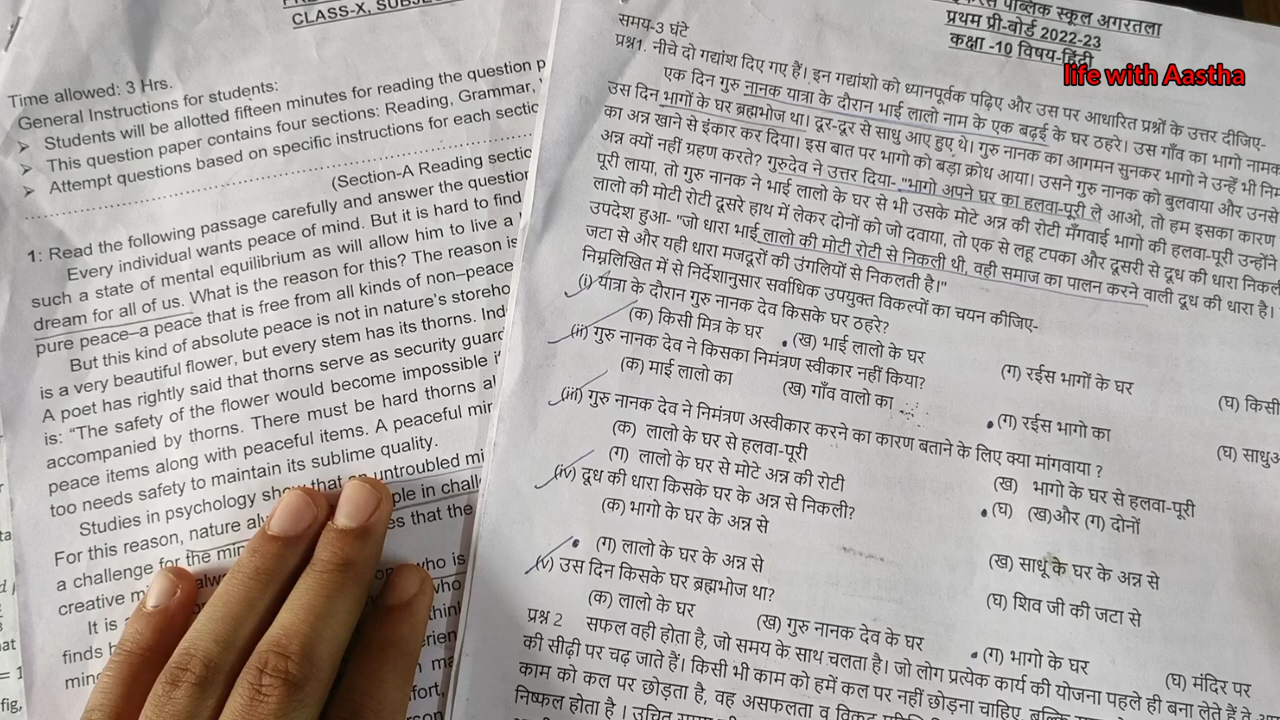 CLASS-X, SUBJE
Time allowed: 3 Hrs.
General Instructions for students:
Students will be allotted fifteen minutes for reading the question p
This question paper contains four sections: Reading, Grammar,
Attempt questions based on specific instructions for each sectio
(Section-A Reading sectio
1: Read the following passage carefully and answer the question
Every individual wants peace of mind. But it is hard to find
such a state of mental equilibrium as will allow him to live a
dream for all of us. What is the reason for this? The reason is
pure peace–a peace that is free from all kinds of non–peace
But this kind of absolute peace is not in nature's storeho
is a very beautiful flower, but every stem has its thorns. Ind
A poet has rightly said that thorns serve as security guar
is: "The safety of the flower would become impossible i
accompanied by thorns. There must be hard thorns al
peace items along with peaceful items. A peaceful min
too needs safety to maintain its sublime quality.
Studies in psychology show that an untroubled mi
For this reason, nature al ple in chall
a challenge for the min es that the
creative m alw
It is who is
finds h
min
पब्लिक स्कूल अगरतला
प्रथम प्री-बोर्ड 2022-23
कक्षा -10 विषय-हिंदी
life with Aastha
समय-3 घंटे
प्रश्न1. नीचे दो गद्यांश दिए गए हैं। इन गद्यांशो को ध्यानपूर्वक पढ़िए और उस पर आधारित प्रश्नों के उत्तर दीजिए-
एक दिन गुरु नानक यात्रा के दौरान भाई लालो नाम के एक बढ़ई के घर ठहरे। उस गाँव का भागो नामक
उस दिन भागों के घर ब्रह्मभोज था। दूर-दूर से साधु आए हुए थे। गुरु नानक का आगमन सुनकर भागो ने उन्हें भी निम
का अन्न खाने से इंकार कर दिया। इस बात पर भागो को बड़ा क्रोध आया। उसने गुरु नानक को बुलवाया और उनसे
अन्न क्यों नहीं ग्रहण करते? गुरुदेव ने उत्तर दिया- "भागो अपने घर का हलवा-पूरी ले आओ, तो हम इसका कारण
पूरी लाया, तो गुरु नानक ने भाई लालो के घर से भी उसके मोटे अन्न की रोटी मँगवाई भागो की हलवा-पूरी उन्होंने
लालो की मोटी रोटी दूसरे हाथ में लेकर दोनों को जो दवाया, तो एक से लहू टपका और दूसरी से दूध की धारा निकल
उपदेश हुआ- "जो धारा भाई लालो की मोटी रोटी से निकली थी, वही समाज का पालन करने वाली दूध की धारा है।
जटा से और यही धारा मजदूरों की उंगलियों से निकलती है।"
निम्नलिखित में से निर्देशानुसार सर्वाधिक उपयुक्त विकल्पों का चयन कीजिए-
(i) यात्रा के दौरान गुरु नानक देव किसके घर ठहरे?
(क) किसी मित्र के घर (ख) भाई लालो के घर (ग) रईस भागों के घर (घ) किसी
(ii) गुरु नानक देव ने किसका निमंत्रण स्वीकार नहीं किया?
(क) माई लालो का (ख) गाँव वालो का (ग) रईस भागो का (घ) साधुअ
(iii) गुरु नानक देव ने निमंत्रण अस्वीकार करने का कारण बताने के लिए क्या मांगवाया ?
(क) लालो के घर से हलवा-पूरी (ख) भागो के घर से हलवा-पूरी
(ग) लालो के घर से मोटे अन्न की रोटी (घ) (ख)और (ग) दोनों
(iv) दूध की धारा किसके घर के अन्न से निकली?
(क) भागो के घर के अन्न से (ख) साधू के घर के अन्न से
(ग) लालो के घर के अन्न से (घ) शिव जी की जटा से
(v) उस दिन किसके घर ब्रह्मभोज था?
(क) लालो के घर (ख) गुरु नानक देव के घर (ग) भागो के घर (घ) मंदिर पर
प्रश्न 2 सफल वही होता है, जो समय के साथ चलता है। जो लोग प्रत्येक कार्य की योजना पहले ही बना लेते हैं
की सीढ़ी पर चढ़ जाते हैं। किसी भी काम को हमें कल पर नहीं छोड़ना चाहिए
काम को कल पर छोड़ता है, वह असफलता व
निष्फल होता है। उचित